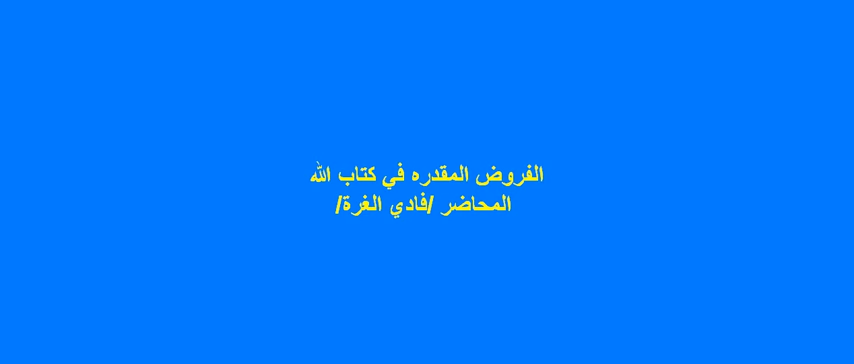 الفروض المقدره في كتاب الله
المحاضر /فادي الغرة/